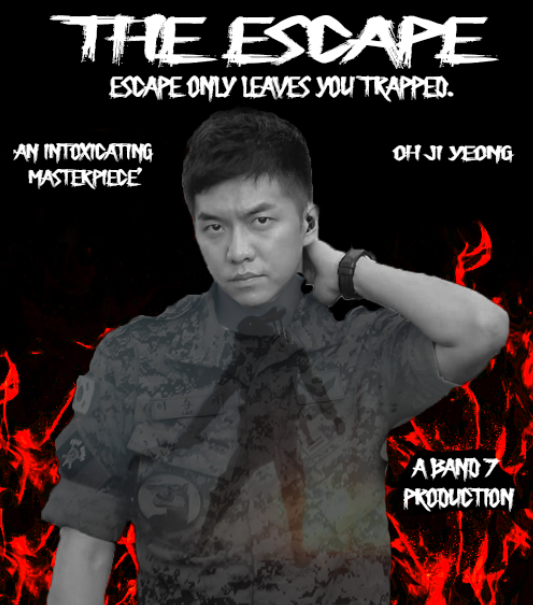 THE ESCAPE
ESCAPE ONLY LEAVES YOU TRAPPED.
AN INTOXICATING
MASTERPIECE'
OH JI YEONG
A BAND 7
PRODUCTION